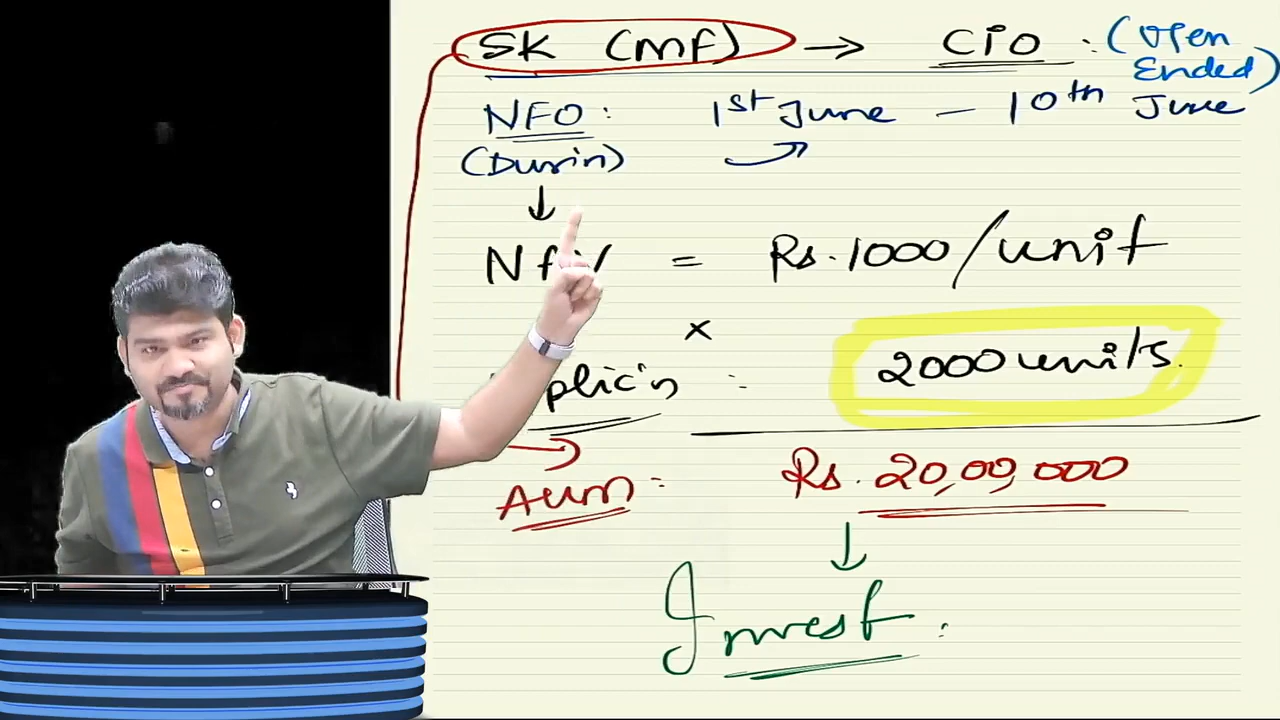 SK (MF) → CIO : (Open Ended)
NFO : 1st June – 10th June
(Durin)
↓
= Rs. 1000/unit
×
: 2000 units.
AUM : Rs. 20,00,000
↓
Invest :